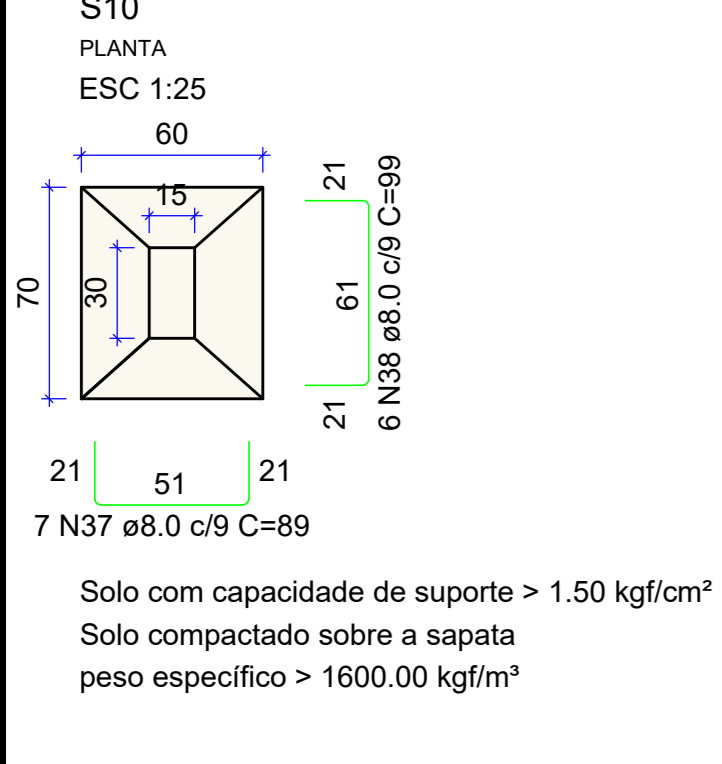 S10
PLANTA
ESC 1:25
60
15
70
30
21
61
21
6 N38 ø8.0 c/9 C=99
21
51
21
7 N37 ø8.0 c/9 C=89
Solo com capacidade de suporte > 1.50 kgf/cm²
Solo compactado sobre a sapata
peso específico > 1600.00 kgf/m³